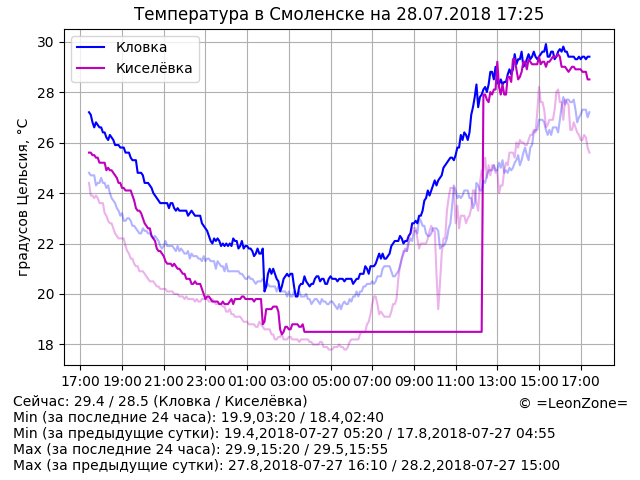 Температура в Смоленске на 28.07.2018 17:25
Кловка
Киселёвка
градусов Цельсия, °C
30
28
26
24
22
20
18
17:00 19:00 21:00 23:00 01:00 03:00 05:00 07:00 09:00 11:00 13:00 15:00 17:00
Сейчас: 29.4 / 28.5 (Кловка / Киселёвка)
© =LeonZone=
Min (за последние 24 часа): 19.9,03:20 / 18.4,02:40
Min (за предыдущие сутки): 19.4,2018-07-27 05:20 / 17.8,2018-07-27 04:55
Max (за последние 24 часа): 29.9,15:20 / 29.5,15:55
Max (за предыдущие сутки): 27.8,2018-07-27 16:10 / 28.2,2018-07-27 15:00